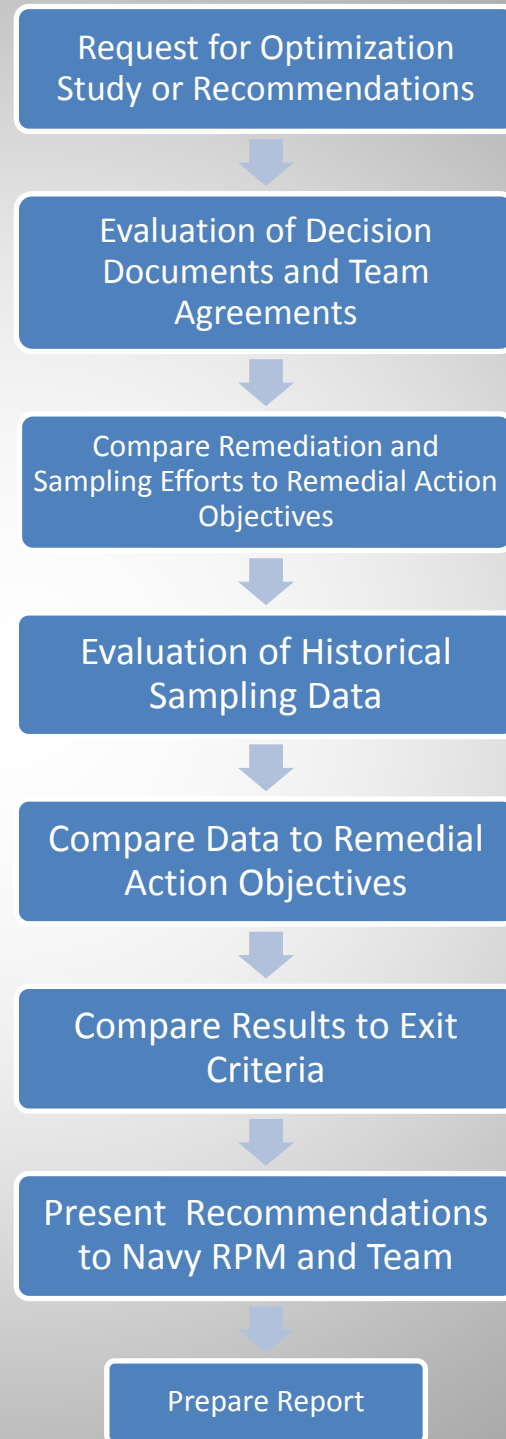 Request for Optimization
Study or Recommendations
Evaluation of Decision
Documents and Team
Agreements
Compare Remediation and
Sampling Efforts to Remedial Action
Objectives
Evaluation of Historical
Sampling Data
Compare Data to Remedial
Action Objectives
Compare Results to Exit
Criteria
Present  Recommendations
to Navy RPM and Team
Prepare Report